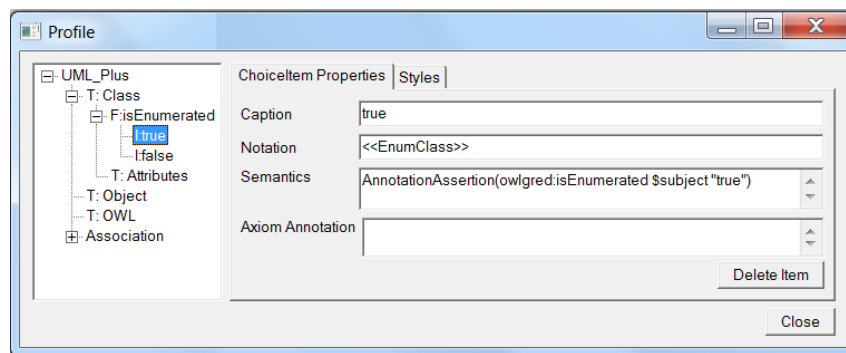 Profile
UML_Plus
T: Class
F:isEnumerated
I:true
I:false
T: Attributes
T: Object
T: OWL
Association
ChoiceItem Properties
Styles
Caption
true
Notation
<<EnumClass>>
Semantics
AnnotationAssertion(owlgred:isEnumerated $subject "true")
Axiom Annotation
Delete Item
Close